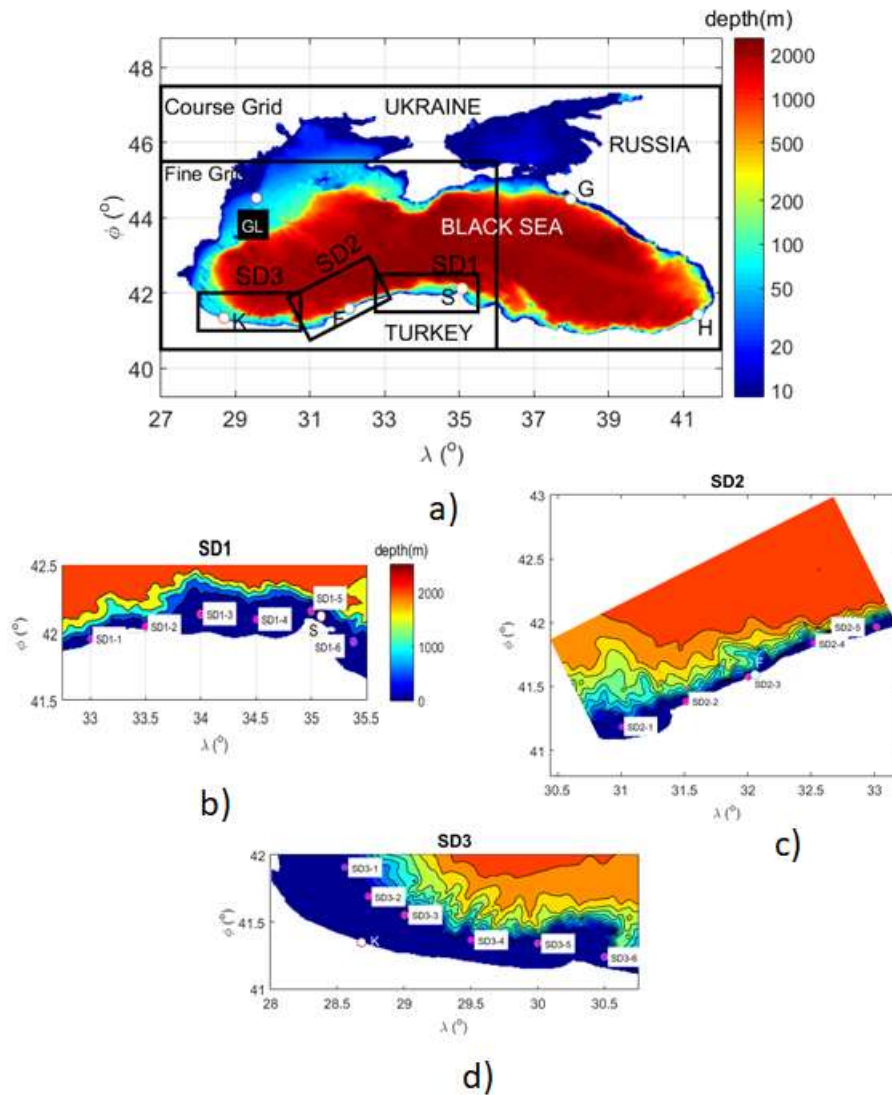 depth(m)
48
46
44
42
40
ϕ (°)
Course Grid
UKRAINE
RUSSIA
Fine Grid
G
GL
BLACK SEA
SD2
SD3
SD1
S
K
F
H
TURKEY
27
29
31
33
35
37
39
41
λ (°)
2000
1000
500
200
100
50
20
10
a)
SD1
depth(m)
42.5
42
41.5
ϕ (°)
SD1-1
SD1-2
SD1-3
SD1-4
SD1-5
S
SD1-6
33
33.5
34
34.5
35
35.5
λ (°)
2000
1000
0
b)
SD2
43
42.5
42
41.5
41
ϕ (°)
SD2-5
SD2-4
F
SD2-3
SD2-2
SD2-1
30.5
31
31.5
32
32.5
33
λ (°)
c)
SD3
42
41.5
41
ϕ (°)
SD3-1
SD3-2
SD3-3
SD3-4
SD3-5
SD3-6
K
28
28.5
29
29.5
30
30.5
λ (°)
d)